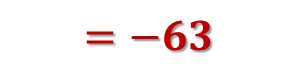 = −63